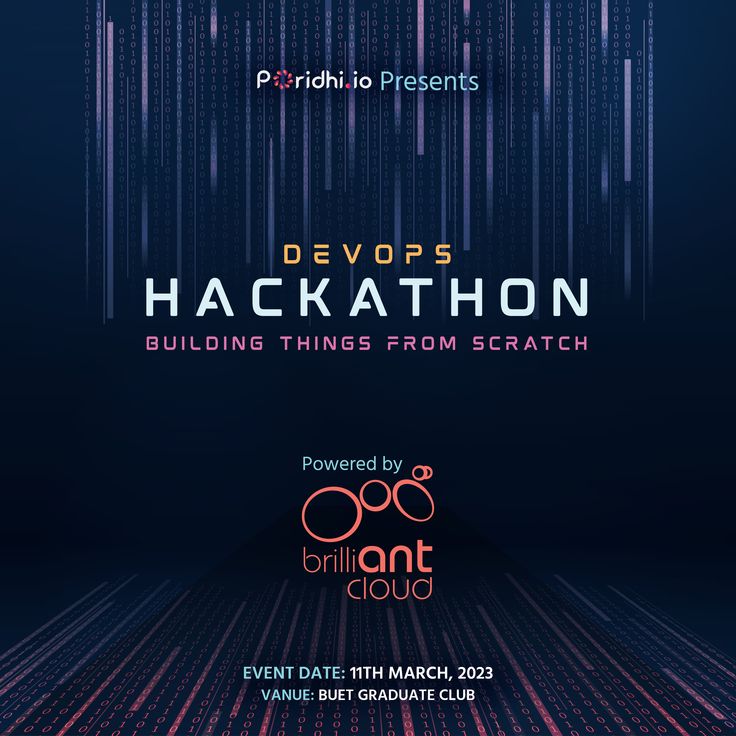 Poridhi.io Presents
DEVOPS
HACKATHON
BUILDING THINGS FROM SCRATCH
Powered by
brilliant
cloud
EVENT DATE: 11TH MARCH, 2023
VANUE: BUET GRADUATE CLUB